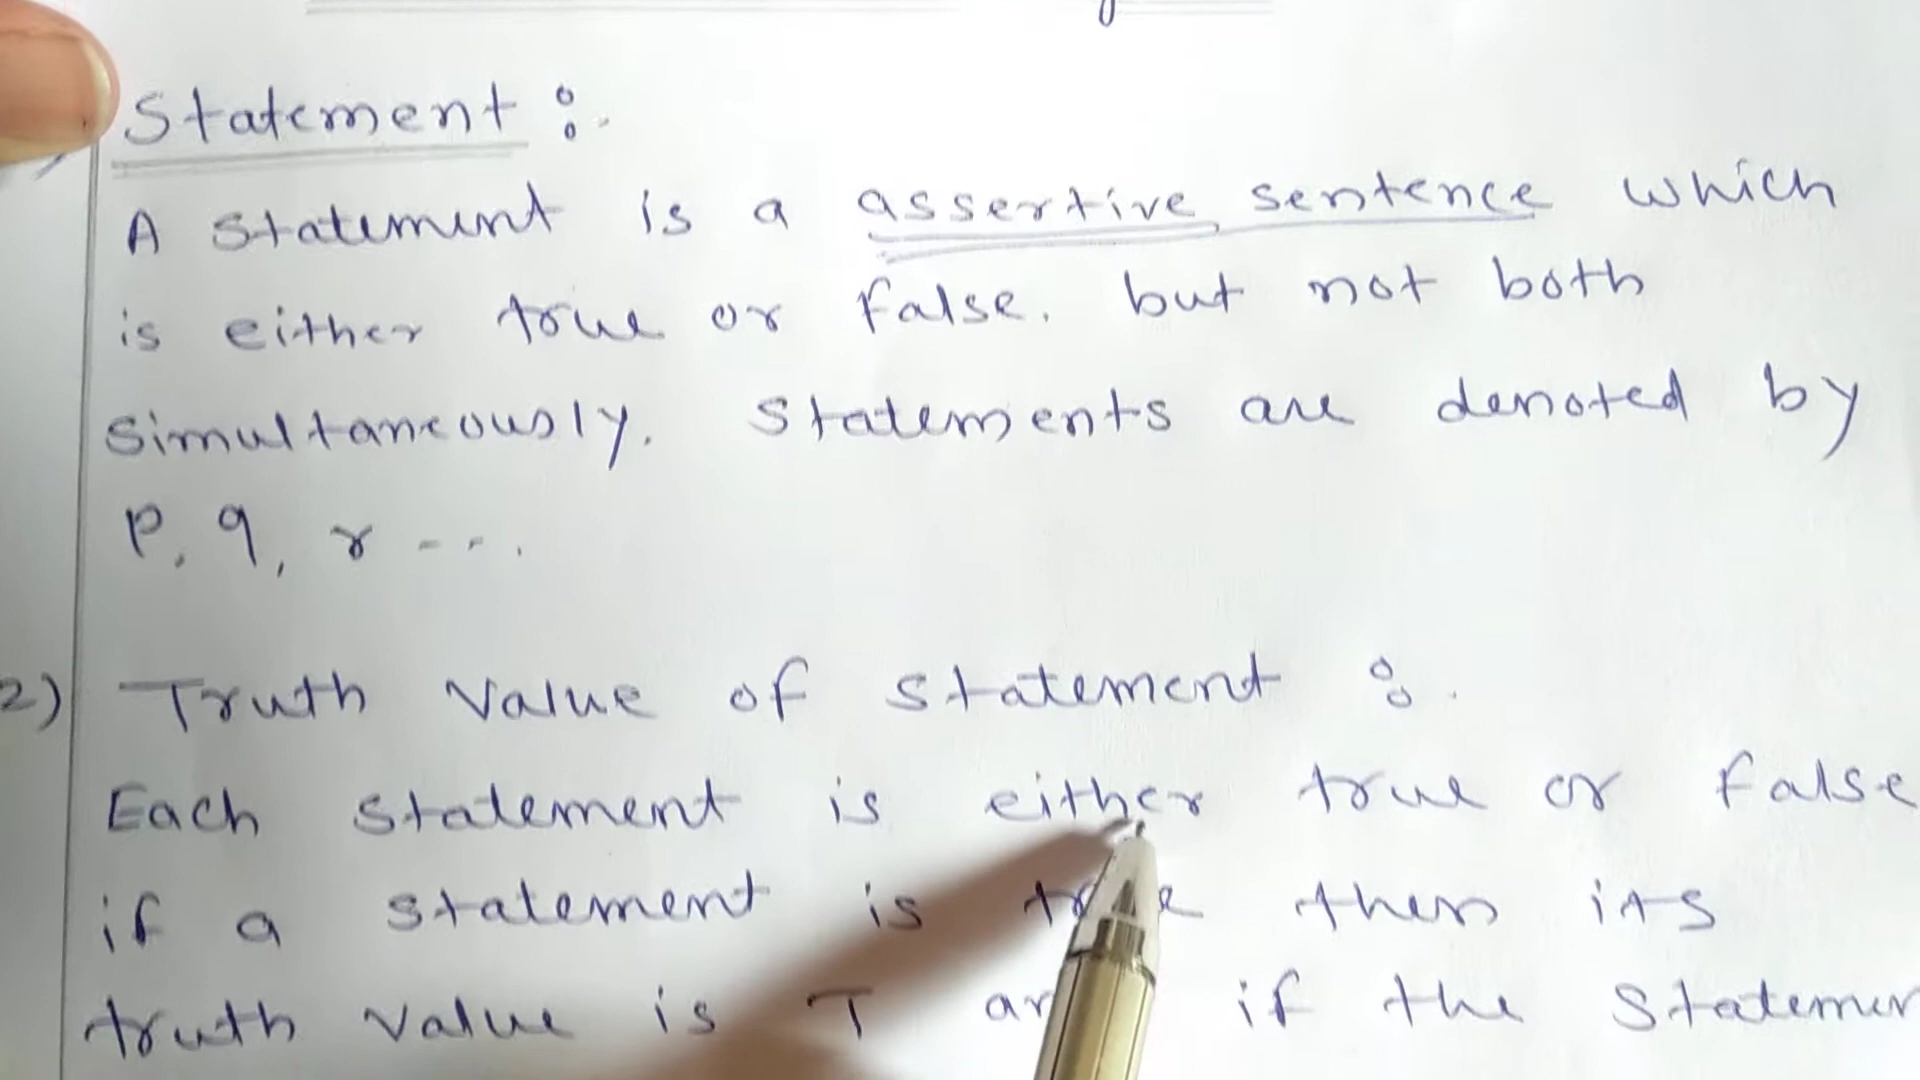 Statement :
A statement is a assertive sentence which
is either true or false. but not both
simultaneously. Statements are denoted by
p, q, r ---.
2) Truth Value of statement :
Each statement is either true or false
if a statement is then its
truth value is T if the